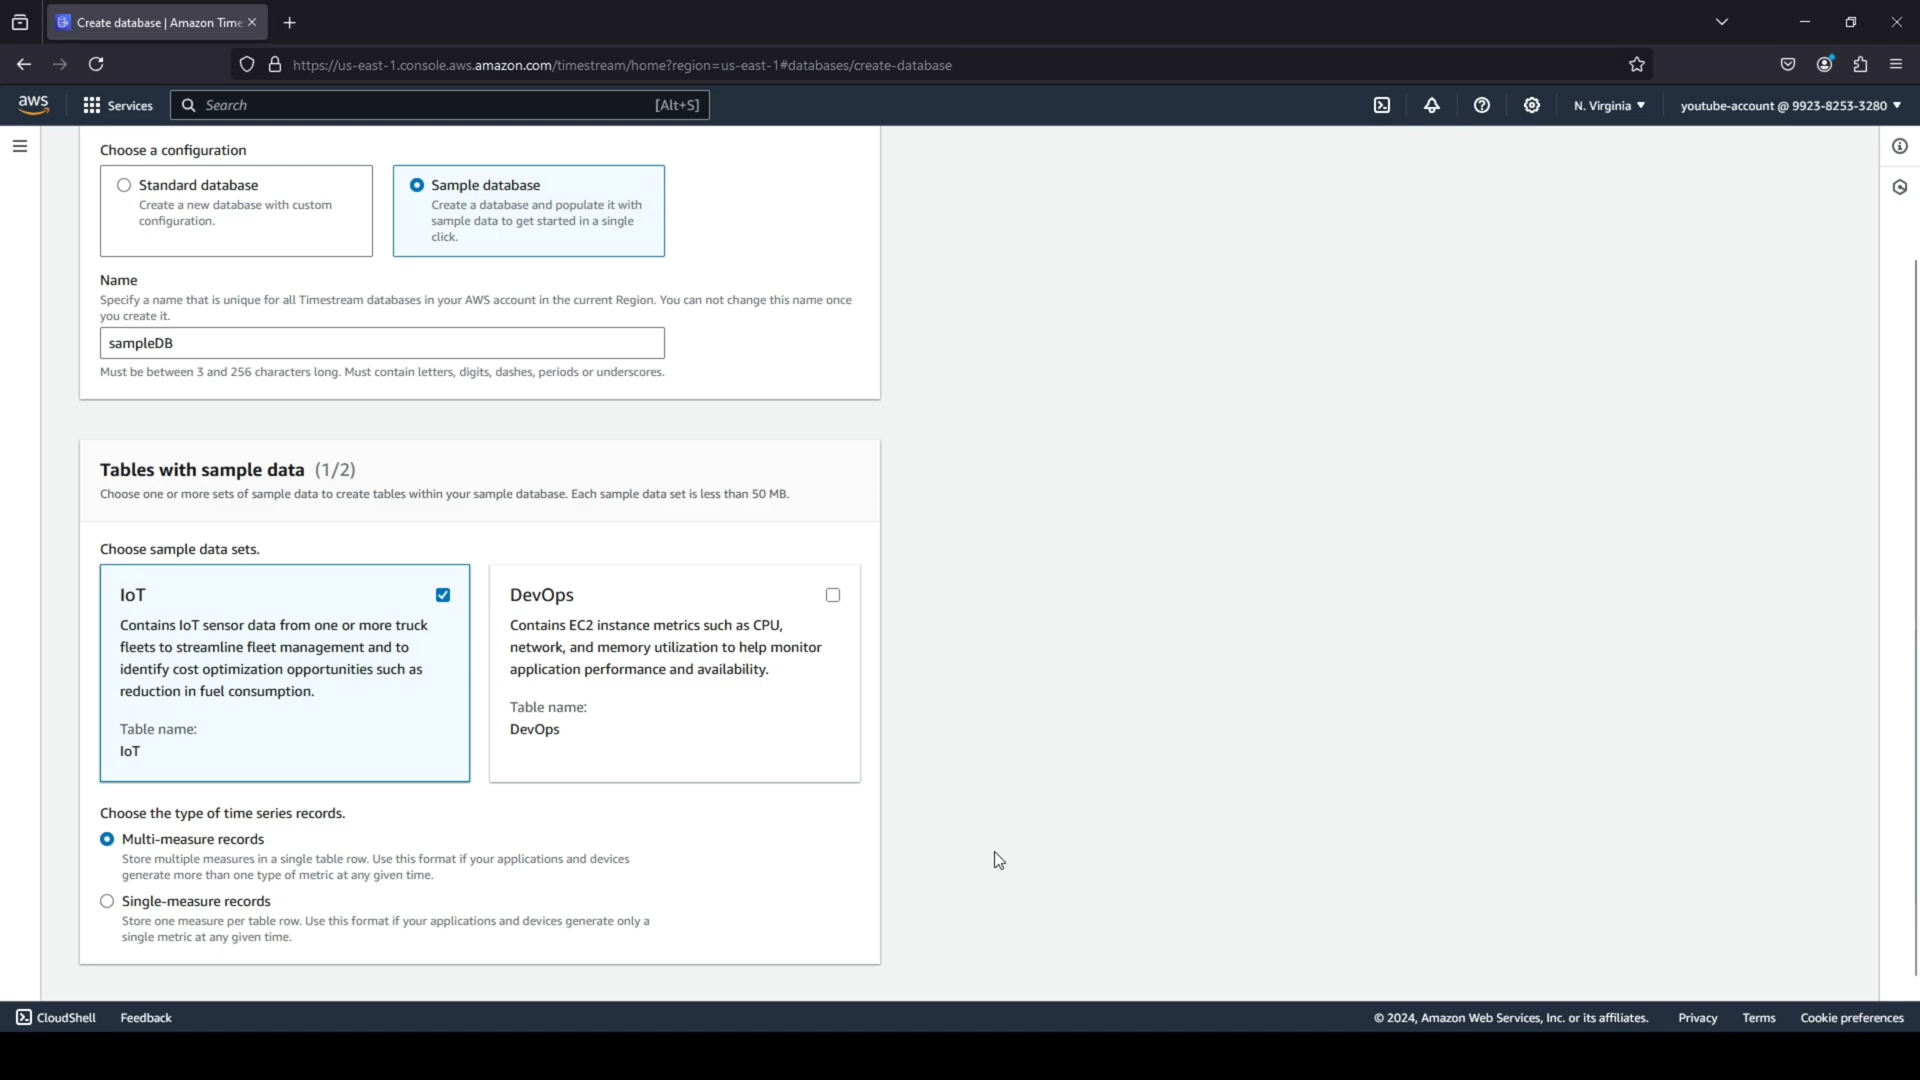 Create database | Amazon Time
https://us-east-1.console.aws.amazon.com/timestream/home?region=us-east-1#databases/create-database
aws
Services
Search
[Alt+S]
N. Virginia
youtube-account @ 9923-8253-3280
Choose a configuration
Standard database
Create a new database with custom
configuration.
Sample database
Create a database and populate it with
sample data to get started in a single
click.
Name
Specify a name that is unique for all Timestream databases in your AWS account in the current Region. You can not change this name once
you create it.
sampleDB
Must be between 3 and 256 characters long. Must contain letters, digits, dashes, periods or underscores.
Tables with sample data (1/2)
Choose one or more sets of sample data to create tables within your sample database. Each sample data set is less than 50 MB.
Choose sample data sets.
IoT
Contains IoT sensor data from one or more truck
fleets to streamline fleet management and to
identify cost optimization opportunities such as
reduction in fuel consumption.
Table name:
IoT
DevOps
Contains EC2 instance metrics such as CPU,
network, and memory utilization to help monitor
application performance and availability.
Table name:
DevOps
Choose the type of time series records.
Multi-measure records
Store multiple measures in a single table row. Use this format if your applications and devices
generate more than one type of metric at any given time.
Single-measure records
Store one measure per table row. Use this format if your applications and devices generate only a
single metric at any given time.
CloudShell
Feedback
© 2024, Amazon Web Services, Inc. or its affiliates.
Privacy
Terms
Cookie preferences